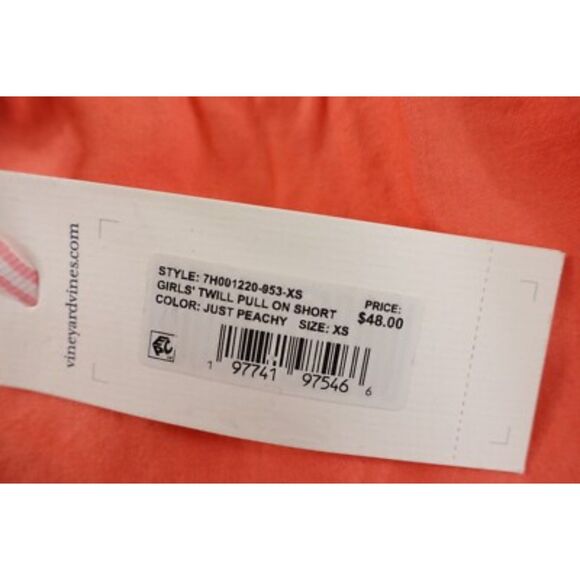 vineyardvines.com
STYLE: 7H001220-953-XS
GIRLS' TWILL PULL ON SHORT
COLOR: JUST PEACHY SIZE: XS
PRICE:
$48.00
1 97741 97546 6